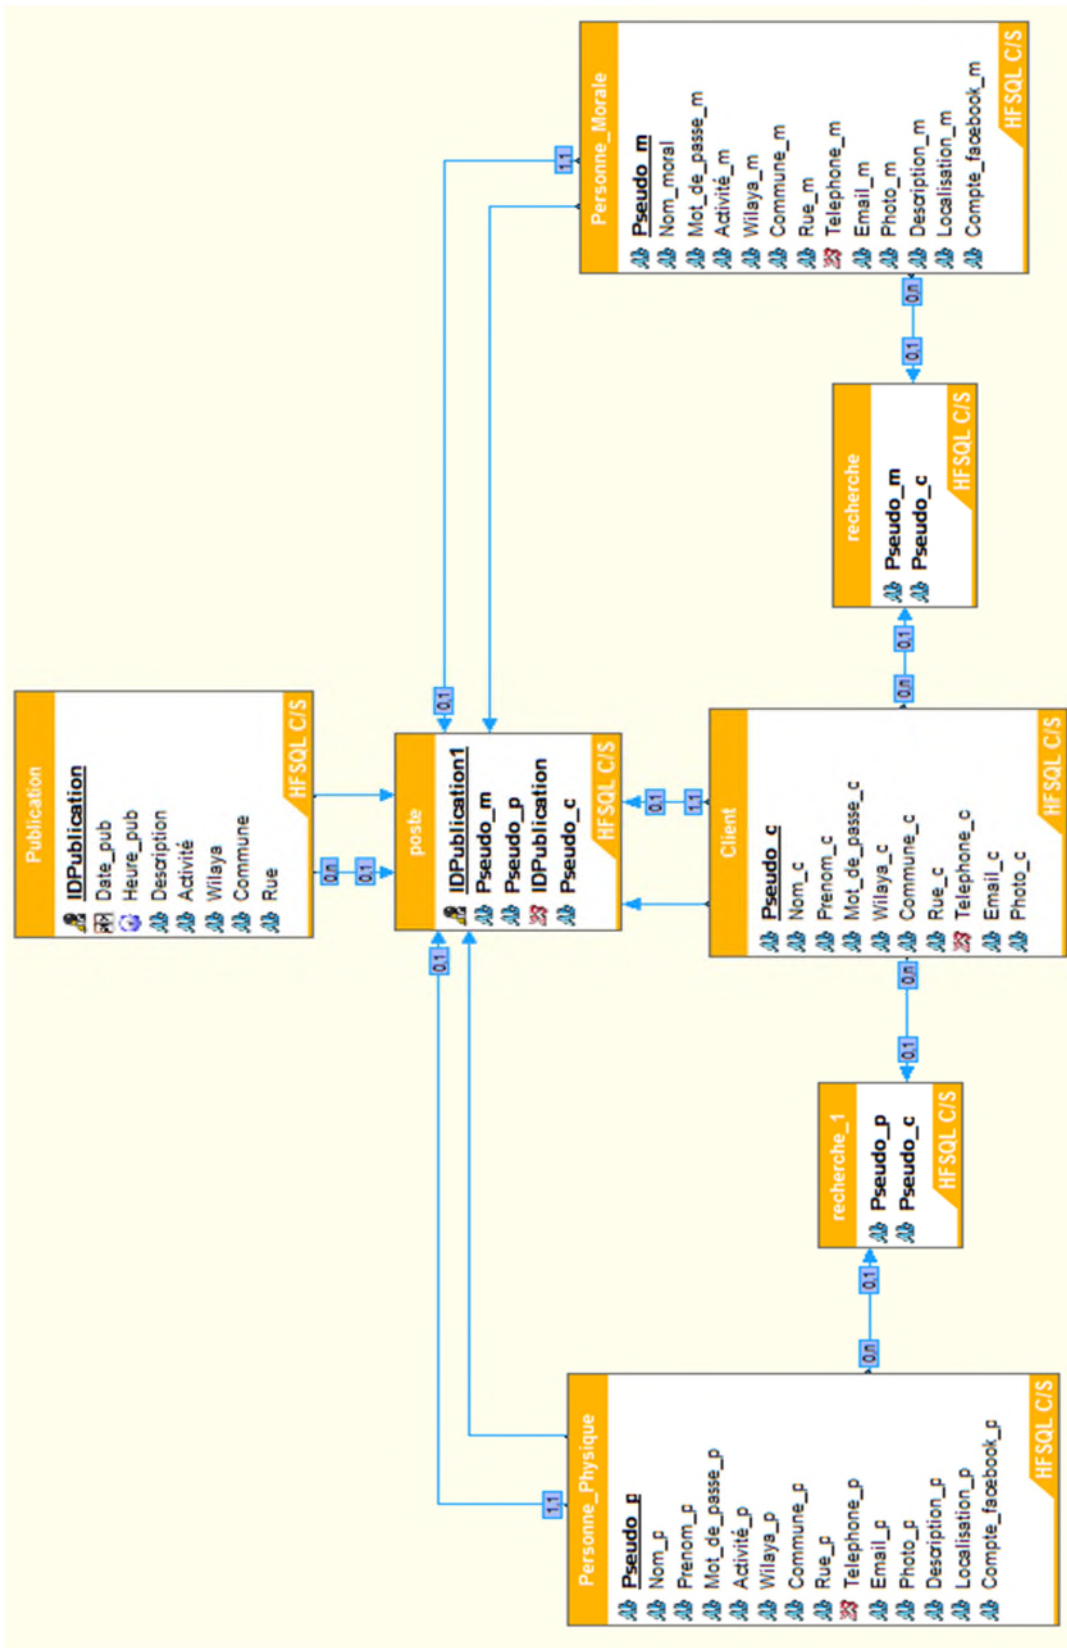 Publication
IDPublication
Date_pub
Heure_pub
Description
Activité
Wilaya
Commune
Rue
HFSQL C/S
0,n
0,1
poste
IDPublication1
Pseudo_m
Pseudo_p
IDPublication
Pseudo_c
HFSQL C/S
0,1
1,1
0,1
1,1
0,1
1,1
Personne_Physique
Pseudo_p
Nom_p
Prenom_p
Mot_de_passe_p
Activité_p
Wilaya_p
Commune_p
Rue_p
Telephone_p
Email_p
Photo_p
Description_p
Localisation_p
Compte_facebook_p
HFSQL C/S
0,n
0,1
recherche_1
Pseudo_p
Pseudo_c
HFSQL C/S
0,1
0,n
Client
Pseudo_c
Nom_c
Prenom_c
Mot_de_passe_c
Wilaya_c
Commune_c
Rue_c
Telephone_c
Email_c
Photo_c
HFSQL C/S
0,n
0,1
recherche
Pseudo_m
Pseudo_c
HFSQL C/S
0,1
0,n
Personne_Morale
Pseudo_m
Nom_moral
Mot_de_passe_m
Activité_m
Wilaya_m
Commune_m
Rue_m
Telephone_m
Email_m
Photo_m
Description_m
Localisation_m
Compte_facebook_m
HFSQL C/S